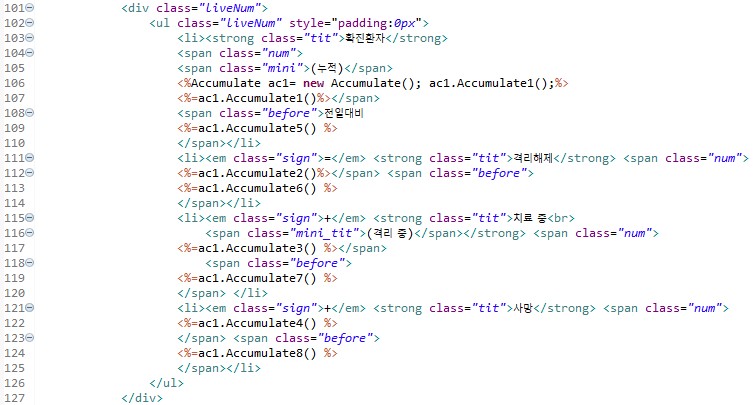 101 <div class="liveNum">
102 <ul class="liveNum" style="padding:0px">
103 <li><strong class="tit">확진환자</strong>
104 <span class="num">
105 <span class="mini">(누적)</span>
106 <%Accumulate ac1= new Accumulate(); ac1.Accumulate1();%>
107 <%=ac1.Accumulate1()%></span>
108 <span class="before">전일대비
109 <%=ac1.Accumulate5() %>
110 </span></li>
111 <li><em class="sign">=</em> <strong class="tit">격리해제</strong> <span class="num">
112 <%=ac1.Accumulate2()%></span> <span class="before">
113 <%=ac1.Accumulate6() %>
114 </span></li>
115 <li><em class="sign">+</em> <strong class="tit">치료 중<br>
116 <span class="mini_tit">(격리 중)</span></strong> <span class="num">
117 <%=ac1.Accumulate3() %></span>
118 <span class="before">
119 <%=ac1.Accumulate7() %>
120 </span> </li>
121 <li><em class="sign">+</em> <strong class="tit">사망</strong> <span class="num">
122 <%=ac1.Accumulate4() %>
123 </span> <span class="before">
124 <%=ac1.Accumulate8() %>
125 </span></li>
126 </ul>
127 </div>